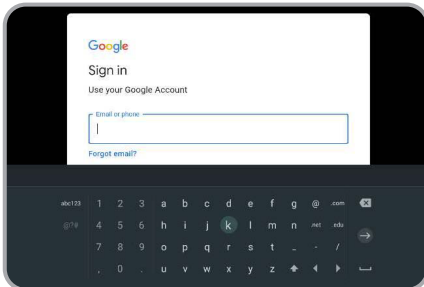 Google
Sign in
Use your Google Account
Email or phone
Forgot email?
abc123 1 2 3 a b c d e f g @ .com
@!?# 4 5 6 h i j k l m n .net .edu
7 8 9 o p q r s t _ - /
, 0 . u v w x y z